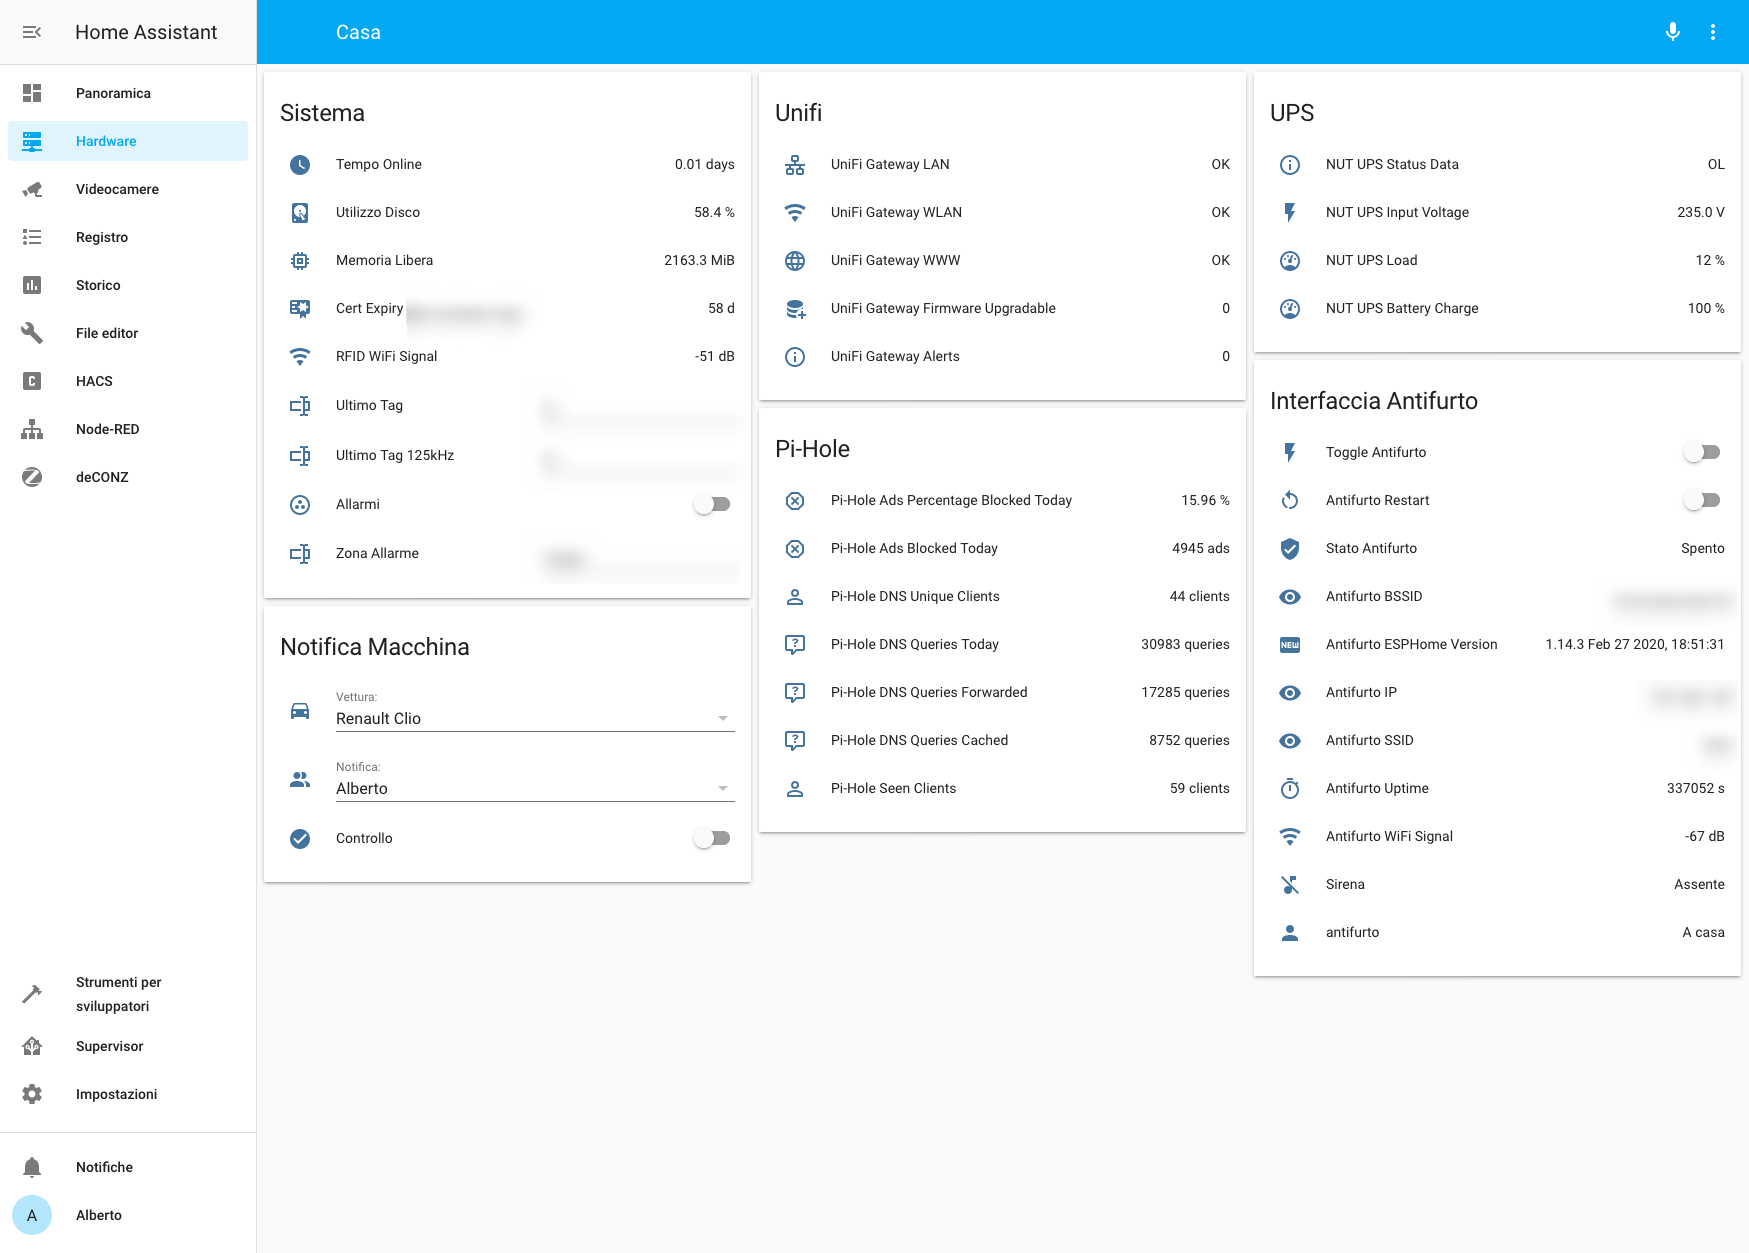 Home Assistant
Casa
Panoramica
Hardware
Videocamere
Registro
Storico
File editor
HACS
Node-RED
deCONZ
Strumenti per
sviluppatori
Supervisor
Impostazioni
Notifiche
A
Alberto
Sistema
Tempo Online 0.01 days
Utilizzo Disco 58.4 %
Memoria Libera 2163.3 MiB
Cert Expiry 58 d
RFID WiFi Signal -51 dB
Ultimo Tag
Ultimo Tag 125kHz
Allarmi
Zona Allarme
Notifica Macchina
Vettura:
Renault Clio
Notifica:
Alberto
Controllo
Unifi
UniFi Gateway LAN OK
UniFi Gateway WLAN OK
UniFi Gateway WWW OK
UniFi Gateway Firmware Upgradable 0
UniFi Gateway Alerts 0
Pi-Hole
Pi-Hole Ads Percentage Blocked Today 15.96 %
Pi-Hole Ads Blocked Today 4945 ads
Pi-Hole DNS Unique Clients 44 clients
Pi-Hole DNS Queries Today 30983 queries
Pi-Hole DNS Queries Forwarded 17285 queries
Pi-Hole DNS Queries Cached 8752 queries
Pi-Hole Seen Clients 59 clients
UPS
NUT UPS Status Data OL
NUT UPS Input Voltage 235.0 V
NUT UPS Load 12 %
NUT UPS Battery Charge 100 %
Interfaccia Antifurto
Toggle Antifurto
Antifurto Restart
Stato Antifurto Spento
Antifurto BSSID
NEW Antifurto ESPHome Version 1.14.3 Feb 27 2020, 18:51:31
Antifurto IP
Antifurto SSID
Antifurto Uptime 337052 s
Antifurto WiFi Signal -67 dB
Sirena Assente
antifurto A casa